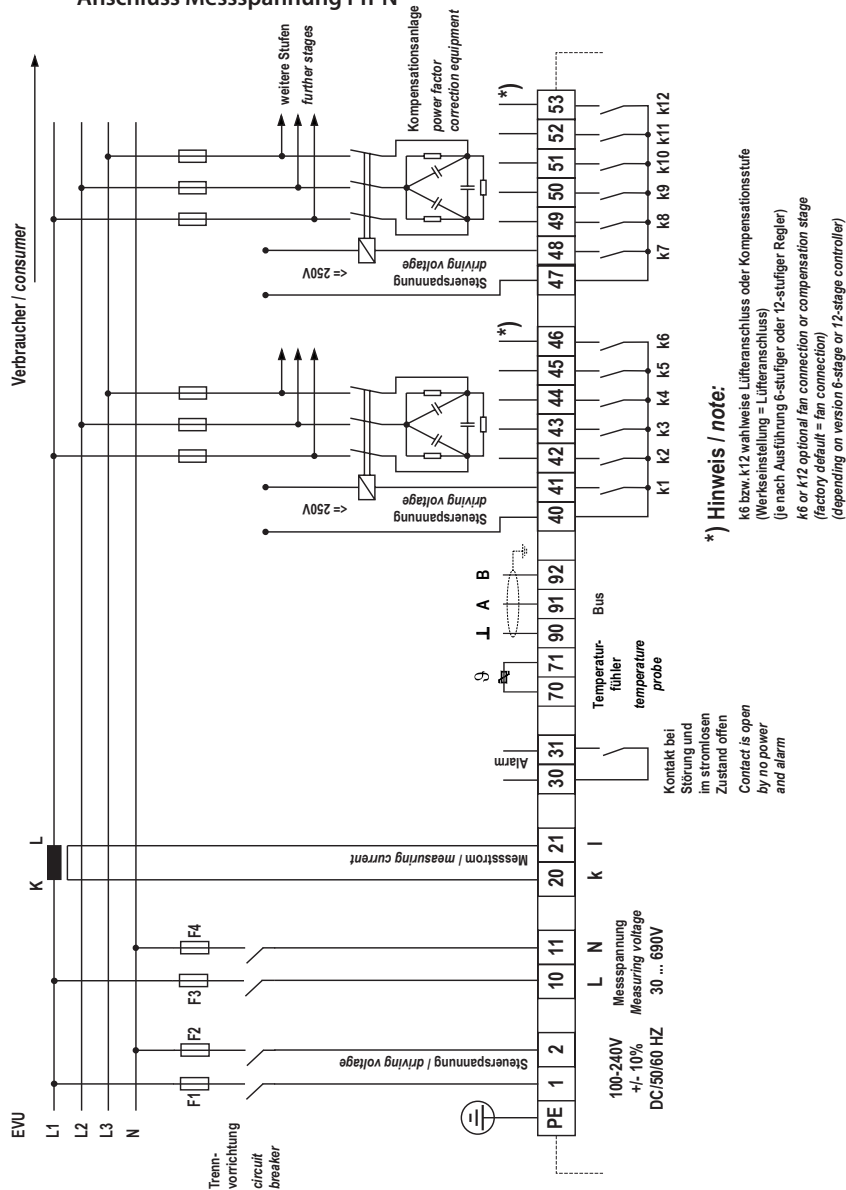 Anschluss Messspannung PH-N
EVU
L1
L2
L3
N
K
L
Verbraucher / consumer
Trenn-
vorrichtung
circuit
breaker
F1
F2
F3
F4
Steuerspannung / driving voltage
Messstrom / measuring current
Alarm
ϑ
⊥
A
B
Steuerspannung
driving voltage
<= 250V
Steuerspannung
driving voltage
<= 250V
weitere Stufen
further stages
Kompensationsanlage
power factor
correction equipment
*)
*)
PE
1
2
10
11
20
21
30
31
70
71
90
91
92
40
41
42
43
44
45
46
47
48
49
50
51
52
53
100-240V
+/- 10%
DC/50/60 HZ
L
N
Messspannung
Measuring voltage
30 ... 690V
k
l
Kontakt bei
Störung und
im stromlosen
Zustand offen
Contact is open
by no power
and alarm
Temperatur-
fühler
temperature
probe
Bus
k1
k2
k3
k4
k5
k6
k7
k8
k9
k10
k11
k12
*) Hinweis / note:
k6 bzw. k12 wahlweise Lüfteranschluss oder Kompensationsstufe
(Werkseinstellung = Lüfteranschluss)
(je nach Ausführung 6-stufiger oder 12-stufiger Regler)
k6 or k12 optional fan connection or compensation stage
(factory default = fan connection)
(depending on version 6-stage or 12-stage controller)